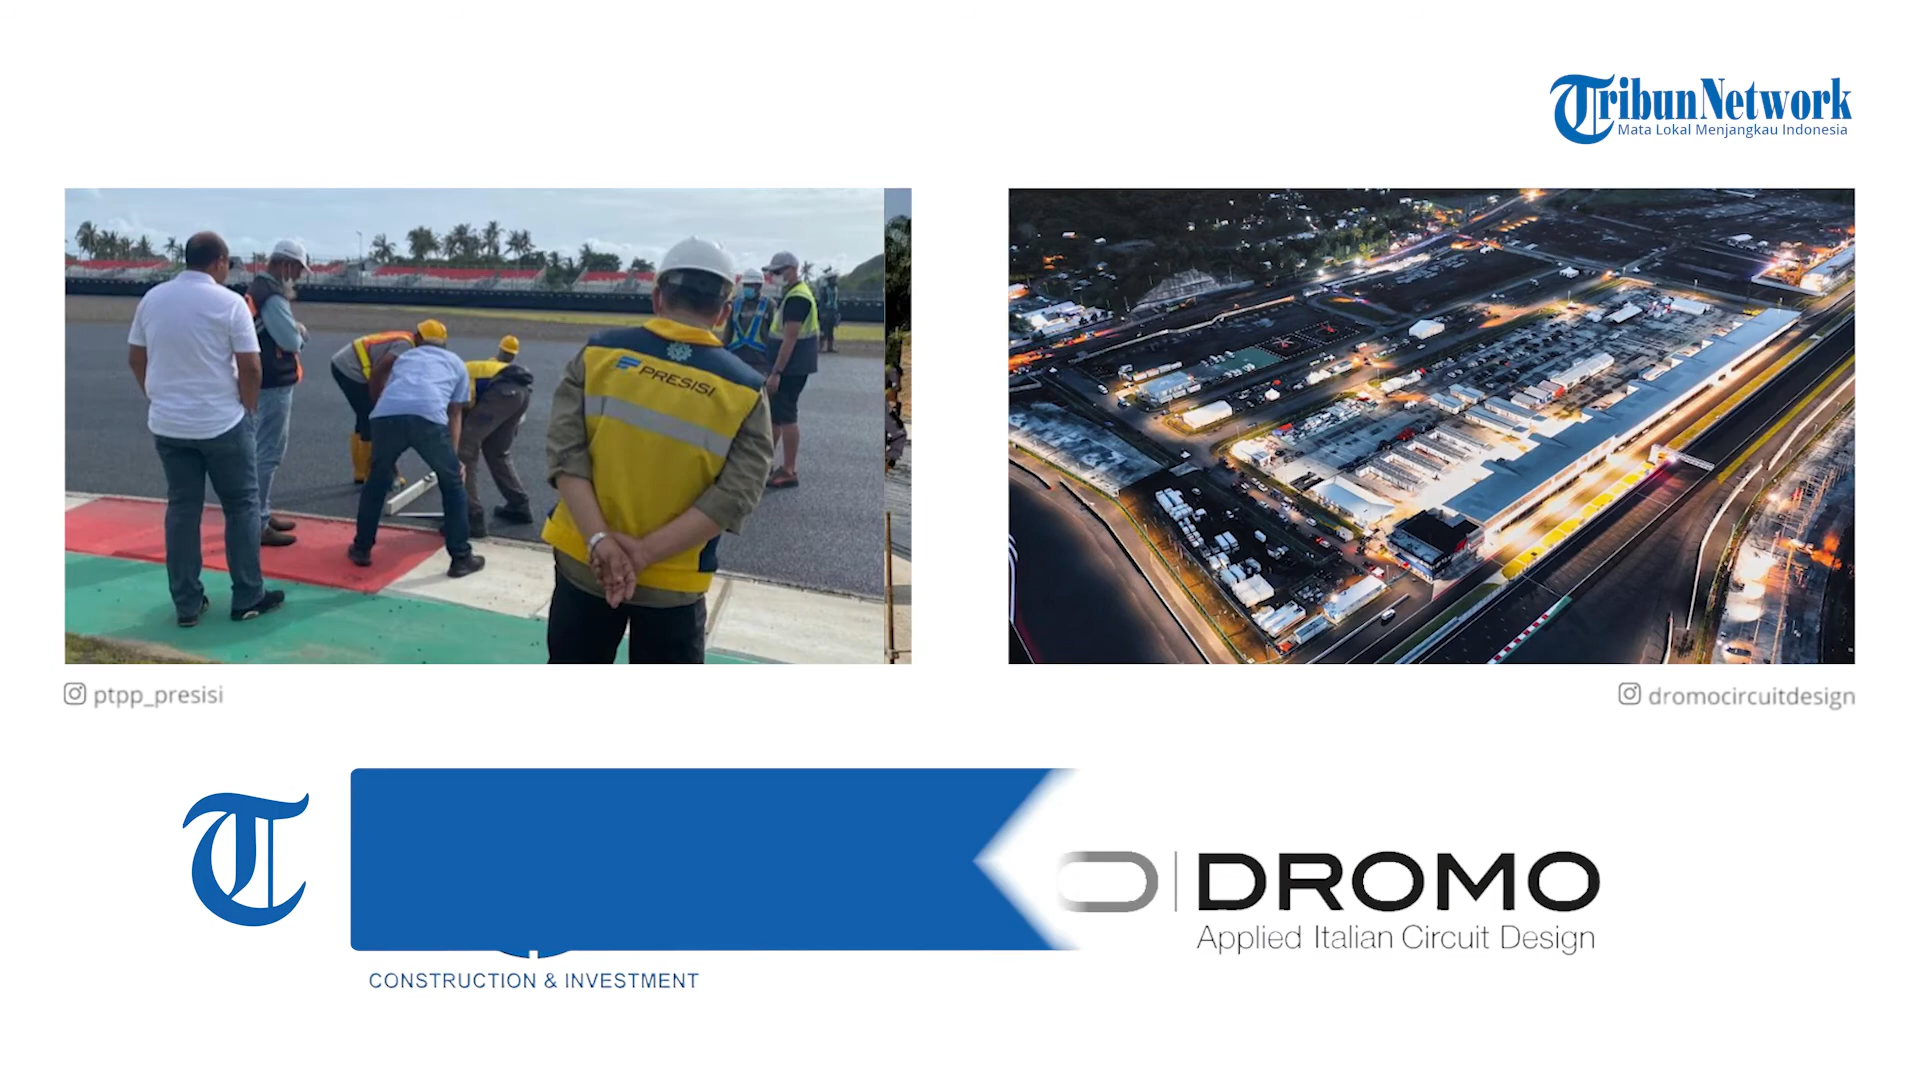 TribunNetwork
Mata Lokal Menjangkau Indonesia
PRESISI
ptpp_presisi
dromocircuitdesign
T
DROMO
Applied Italian Circuit Design
CONSTRUCTION & INVESTMENT